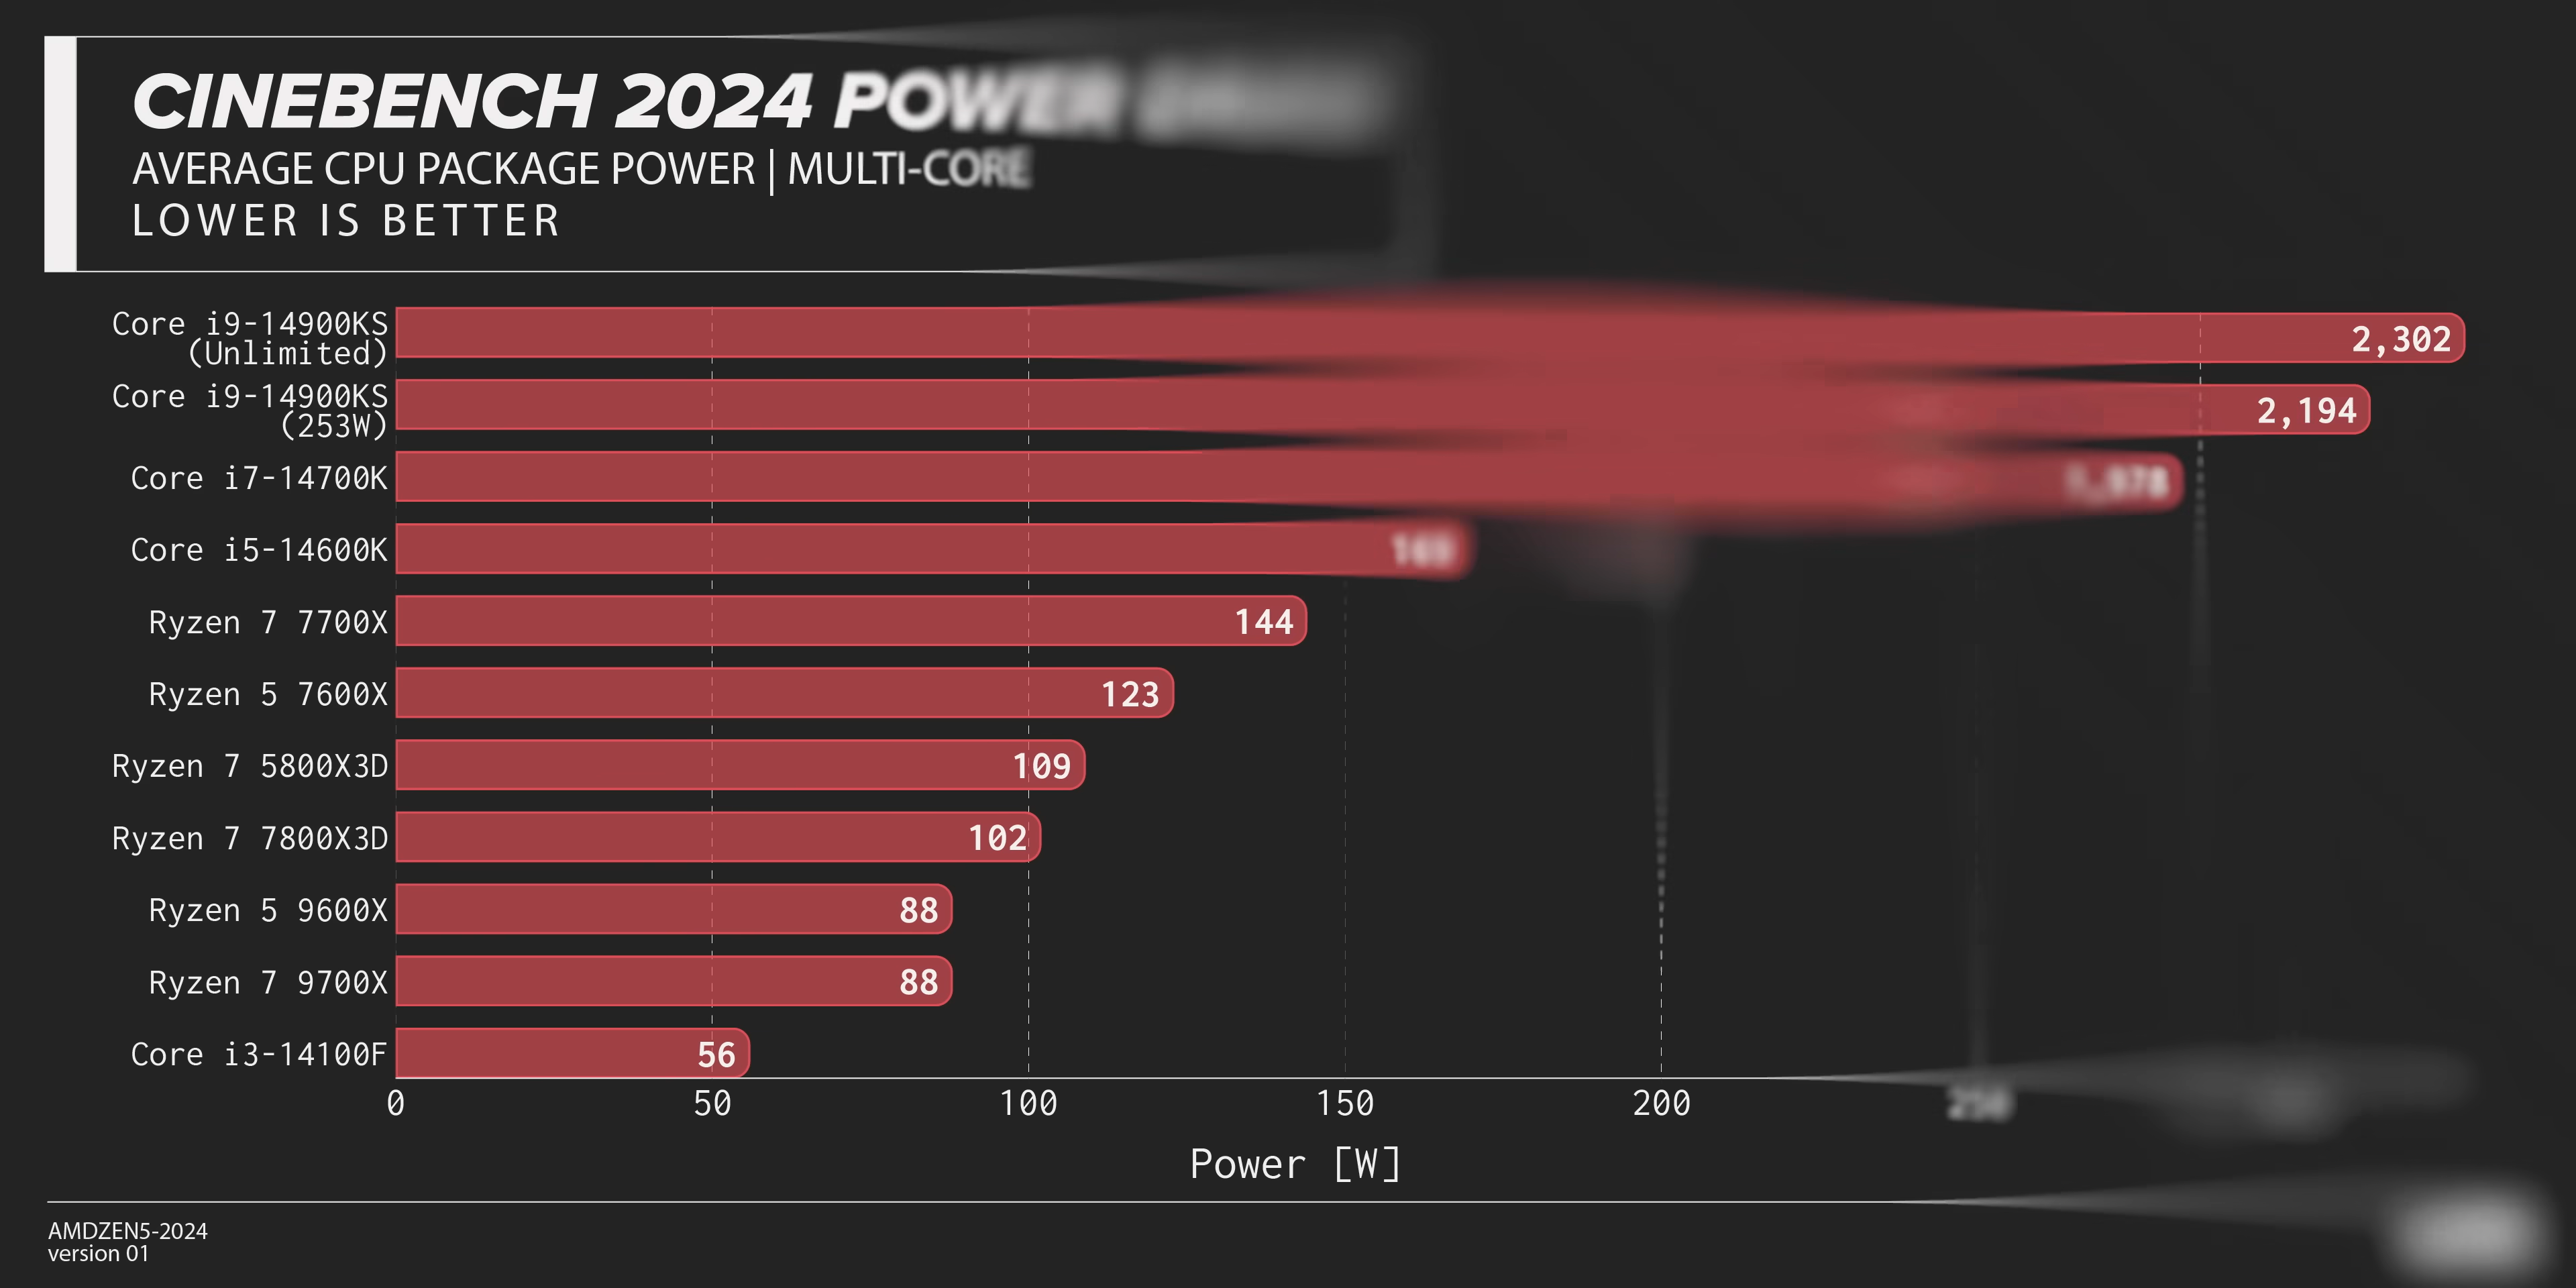 CINEBENCH 2024 POWER
AVERAGE CPU PACKAGE POWER | MULTI-CORE
LOWER IS BETTER
Core i9-14900KS
(Unlimited)
2,302
Core i9-14900KS
(253W)
2,194
Core i7-14700K
Core i5-14600K
169
Ryzen 7 7700X
144
Ryzen 5 7600X
123
Ryzen 7 5800X3D
109
Ryzen 7 7800X3D
102
Ryzen 5 9600X
88
Ryzen 7 9700X
88
Core i3-14100F
56
0 50 100 150 200 250
Power [W]
AMDZEN5-2024
version 01